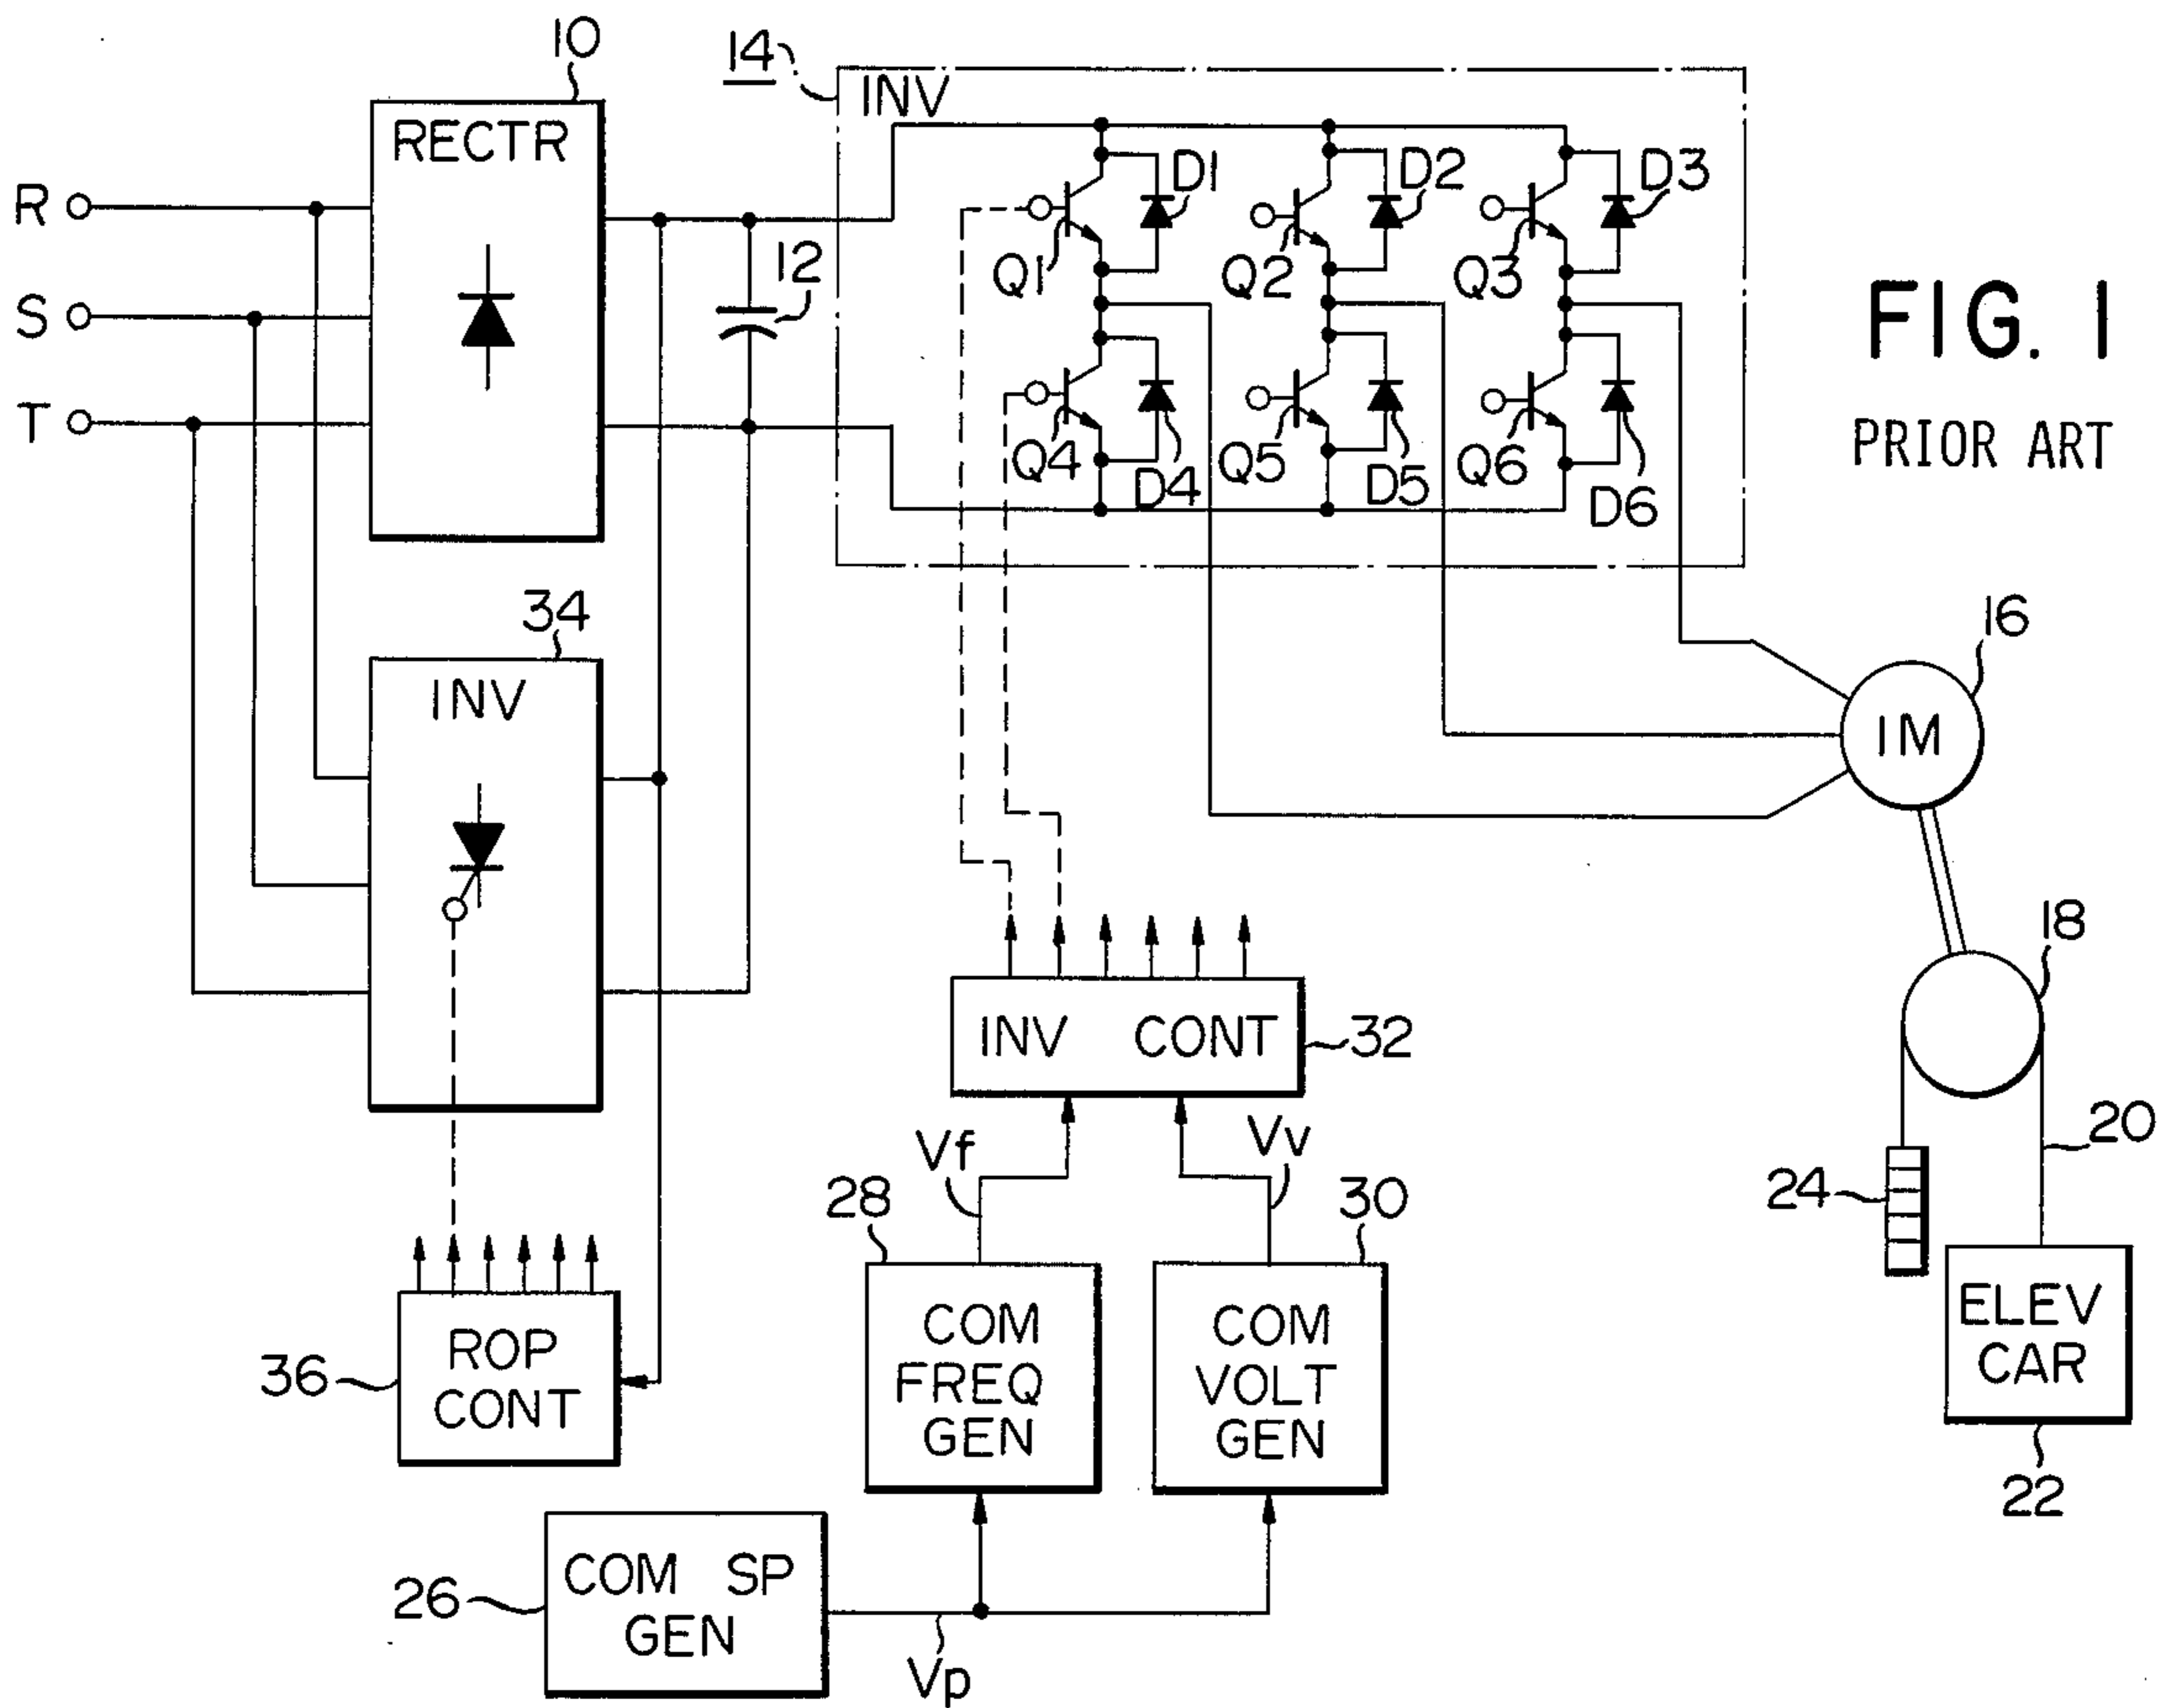 10
14
INV
RECTR
R
S
T
12
D1
D2
D3
Q1
Q2
Q3
Q4
Q5
Q6
D4
D5
D6
FIG. 1
PRIOR ART
34
INV
16
IM
18
INV CONT
32
20
Vf
Vv
28
30
24
ROP
CONT
36
COM
FREQ
GEN
COM
VOLT
GEN
ELEV
CAR
22
COM SP
GEN
26
Vp